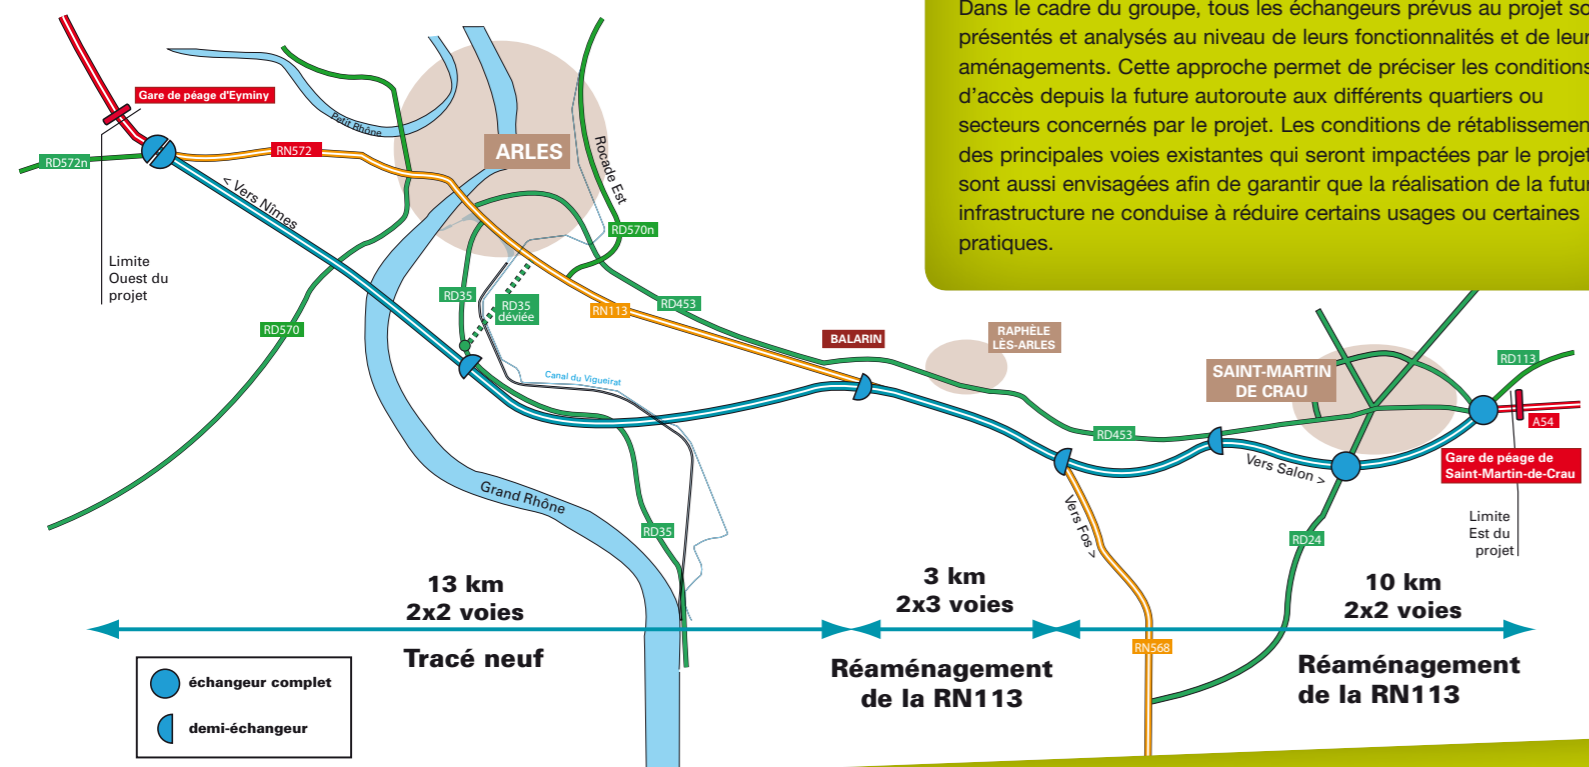 Dans le cadre du groupe, tous les échangeurs prévus au projet so
présentés et analysés au niveau de leurs fonctionnalités et de leur
aménagements. Cette approche permet de préciser les conditions
d'accès depuis la future autoroute aux différents quartiers ou
secteurs concernés par le projet. Les conditions de rétablissemen
des principales voies existantes qui seront impactées par le projet
sont aussi envisagées afin de garantir que la réalisation de la futur
infrastructure ne conduise à réduire certains usages ou certaines
pratiques.
Gare de péage d'Eyminy
Petit Rhône
RD572n
RN572
ARLES
Rocade Est
< Vers Nîmes
RD570n
Limite
Ouest du
projet
RD35
RD35
déviée
RN113
RD453
RD570
BALARIN
RAPHÈLE
LÈS-ARLES
Canal du Vigueirat
SAINT-MARTIN
DE CRAU
RD113
A54
RD453
Vers Salon >
Gare de péage de
Saint-Martin-de-Crau
Grand Rhône
Vers Fos >
RD35
RD24
Limite
Est du
projet
13 km
2x2 voies
3 km
2x3 voies
10 km
2x2 voies
Tracé neuf
RN568
Réaménagement
de la RN113
Réaménagement
de la RN113
échangeur complet
demi-échangeur